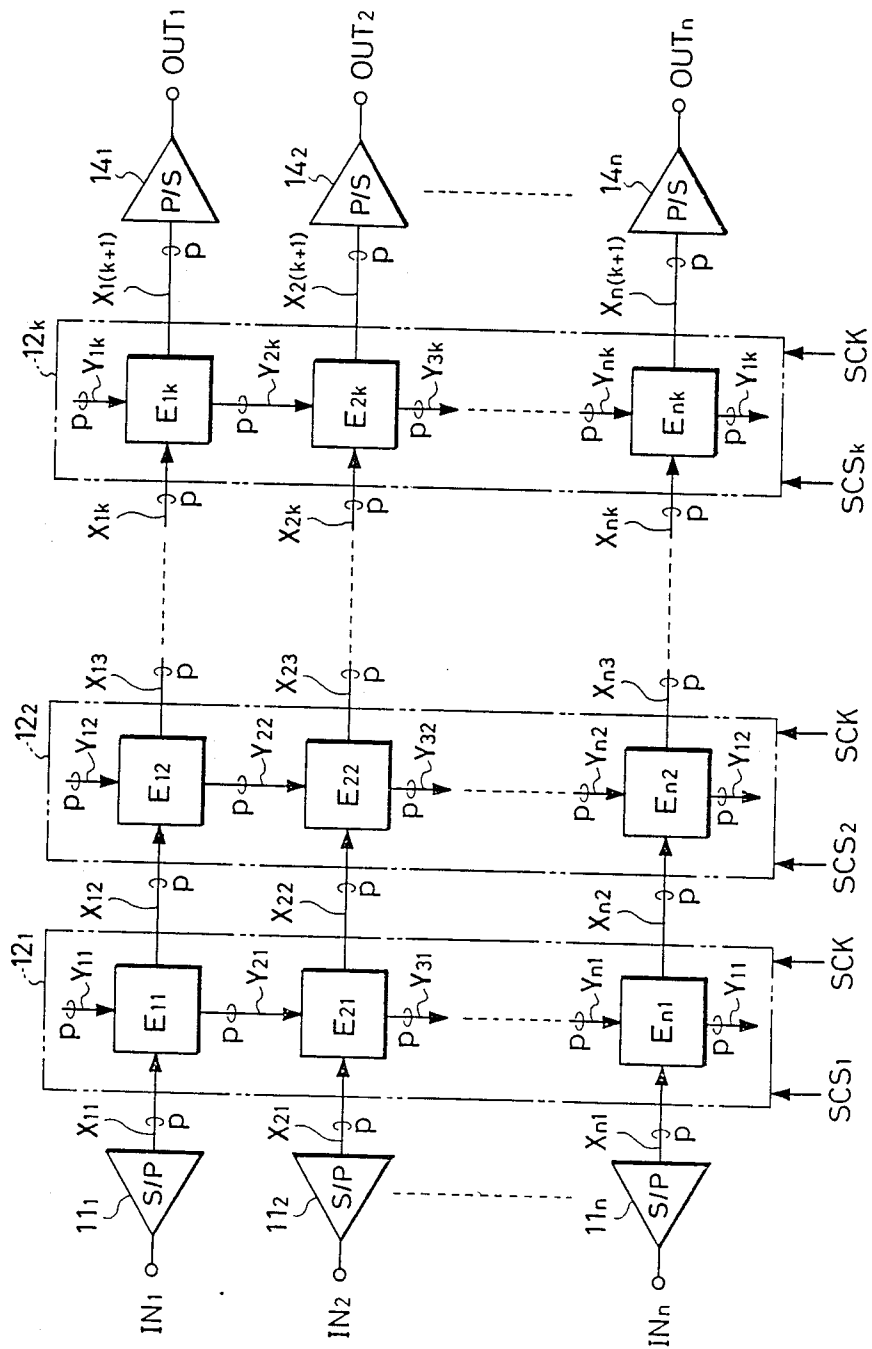 IN₁ 11₁ S/P X₁₁ p 12₁ p Y₁₁ E₁₁ X₁₂ p 12₂ p Y₁₂ E₁₂ X₁₃ p X₁ₖ p 12ₖ p Y₁ₖ E₁ₖ X₁₍ₖ₊₁₎ p 14₁ P/S OUT₁
p Y₂₁ p Y₂₂ p Y₂ₖ
IN₂ 11₂ S/P X₂₁ p E₂₁ X₂₂ p E₂₂ X₂₃ p X₂ₖ p E₂ₖ X₂₍ₖ₊₁₎ p 14₂ P/S OUT₂
p Y₃₁ p Y₃₂ p Y₃ₖ
p Yₙ₁ p Yₙ₂ p Yₙₖ
INₙ 11ₙ S/P Xₙ₁ p Eₙ₁ Xₙ₂ p Eₙ₂ Xₙ₃ p Xₙₖ p Eₙₖ Xₙ₍ₖ₊₁₎ p 14ₙ P/S OUTₙ
p Y₁₁ p Y₁₂ p Y₁ₖ
SCS₁ SCK SCS₂ SCK SCSₖ SCK